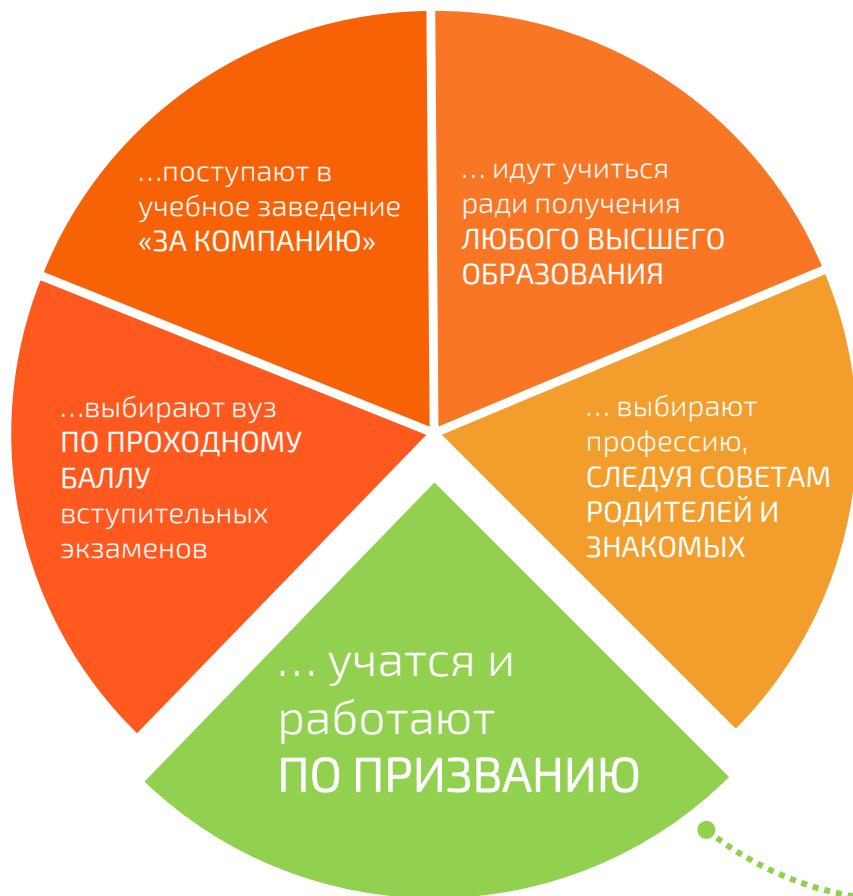 …поступают в
учебное заведение
«ЗА КОМПАНИЮ»
... идут учиться
ради получения
ЛЮБОГО ВЫСШЕГО
ОБРАЗОВАНИЯ
…выбирают вуз
ПО ПРОХОДНОМУ
БАЛЛУ
вступительных
экзаменов
... выбирают
профессию,
СЛЕДУЯ СОВЕТАМ
РОДИТЕЛЕЙ И
ЗНАКОМЫХ
... учатся и
работают
ПО ПРИЗВАНИЮ